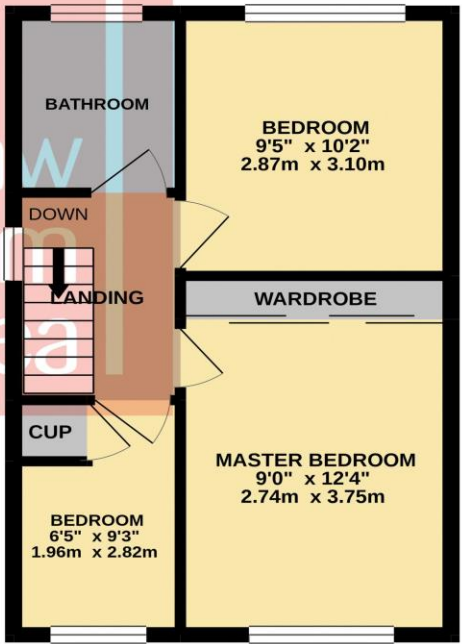 BATHROOM
BEDROOM
9'5" x 10'2"
2.87m x 3.10m
DOWN
LANDING
WARDROBE
CUP
MASTER BEDROOM
9'0" x 12'4"
2.74m x 3.75m
BEDROOM
6'5" x 9'3"
1.96m x 2.82m